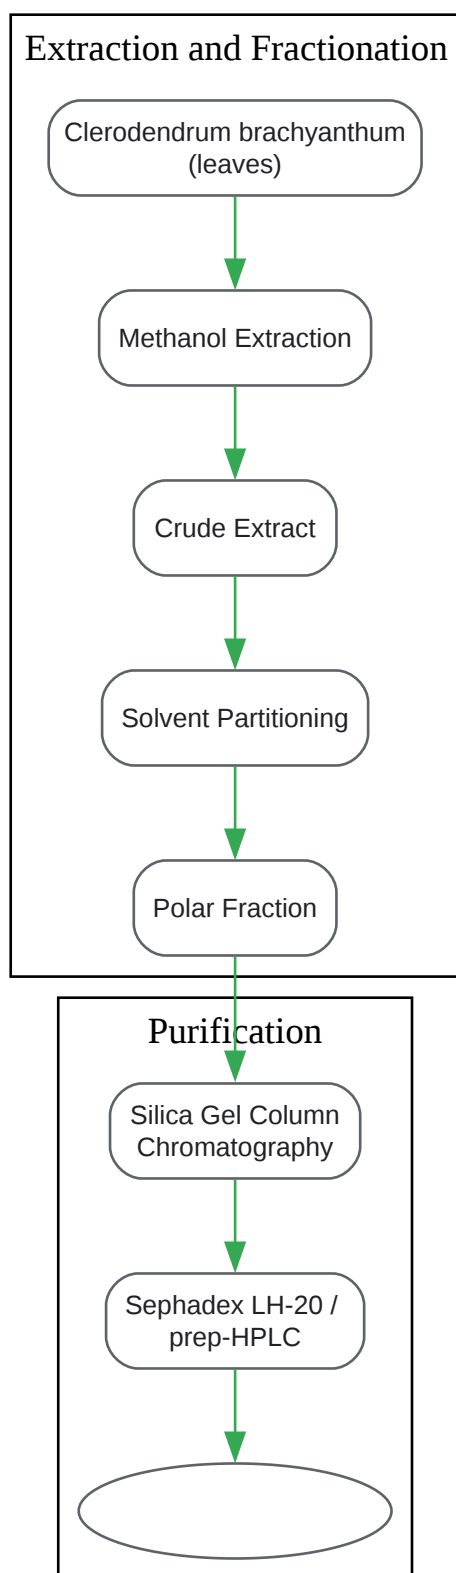 Extraction and Fractionation
Clerodendrum brachyanthum
(leaves)
Methanol Extraction
Crude Extract
Solvent Partitioning
Polar Fraction
Purification
Silica Gel Column
Chromatography
Sephadex LH-20 /
prep-HPLC